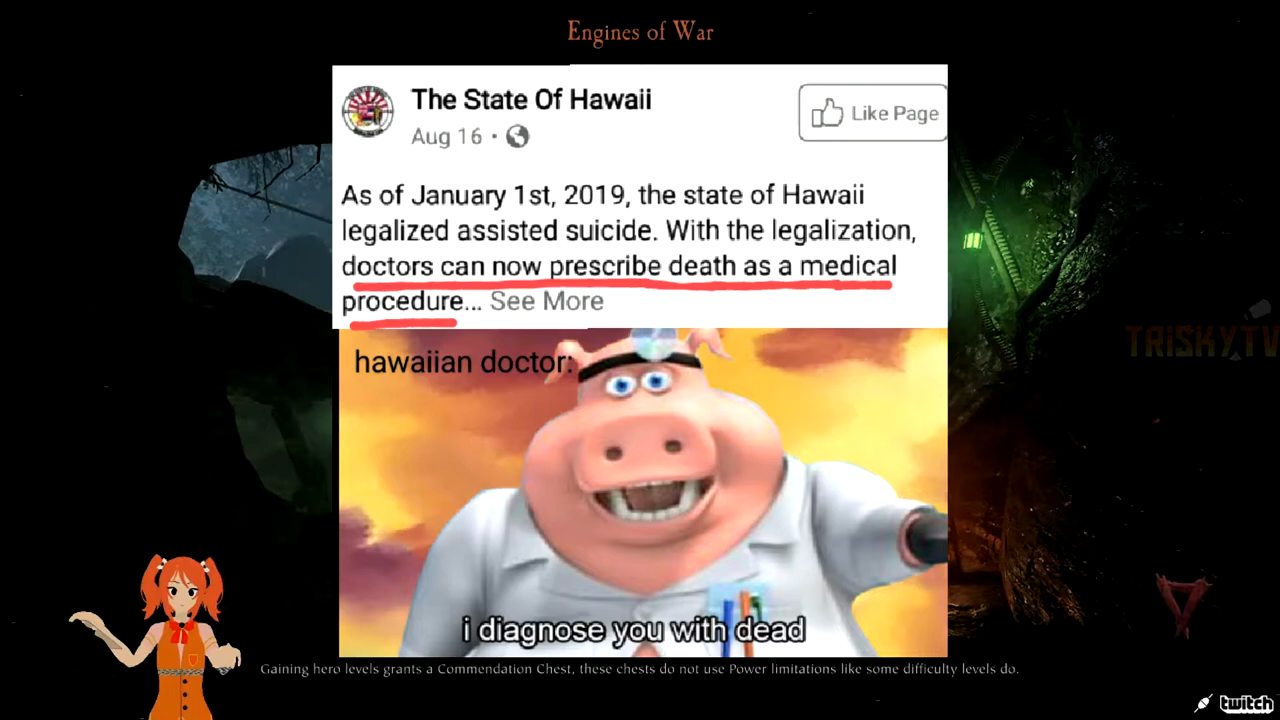 Engines of War
The State Of Hawaii
Aug 16 •
Like Page
As of January 1st, 2019, the state of Hawaii
legalized assisted suicide. With the legalization,
doctors can now prescribe death as a medical
procedure... See More
TRiSKY.TV
hawaiian doctor:
i diagnose you with dead
Gaining hero levels grants a Commendation Chest, these chests do not use Power limitations like some difficulty levels do.
twitch